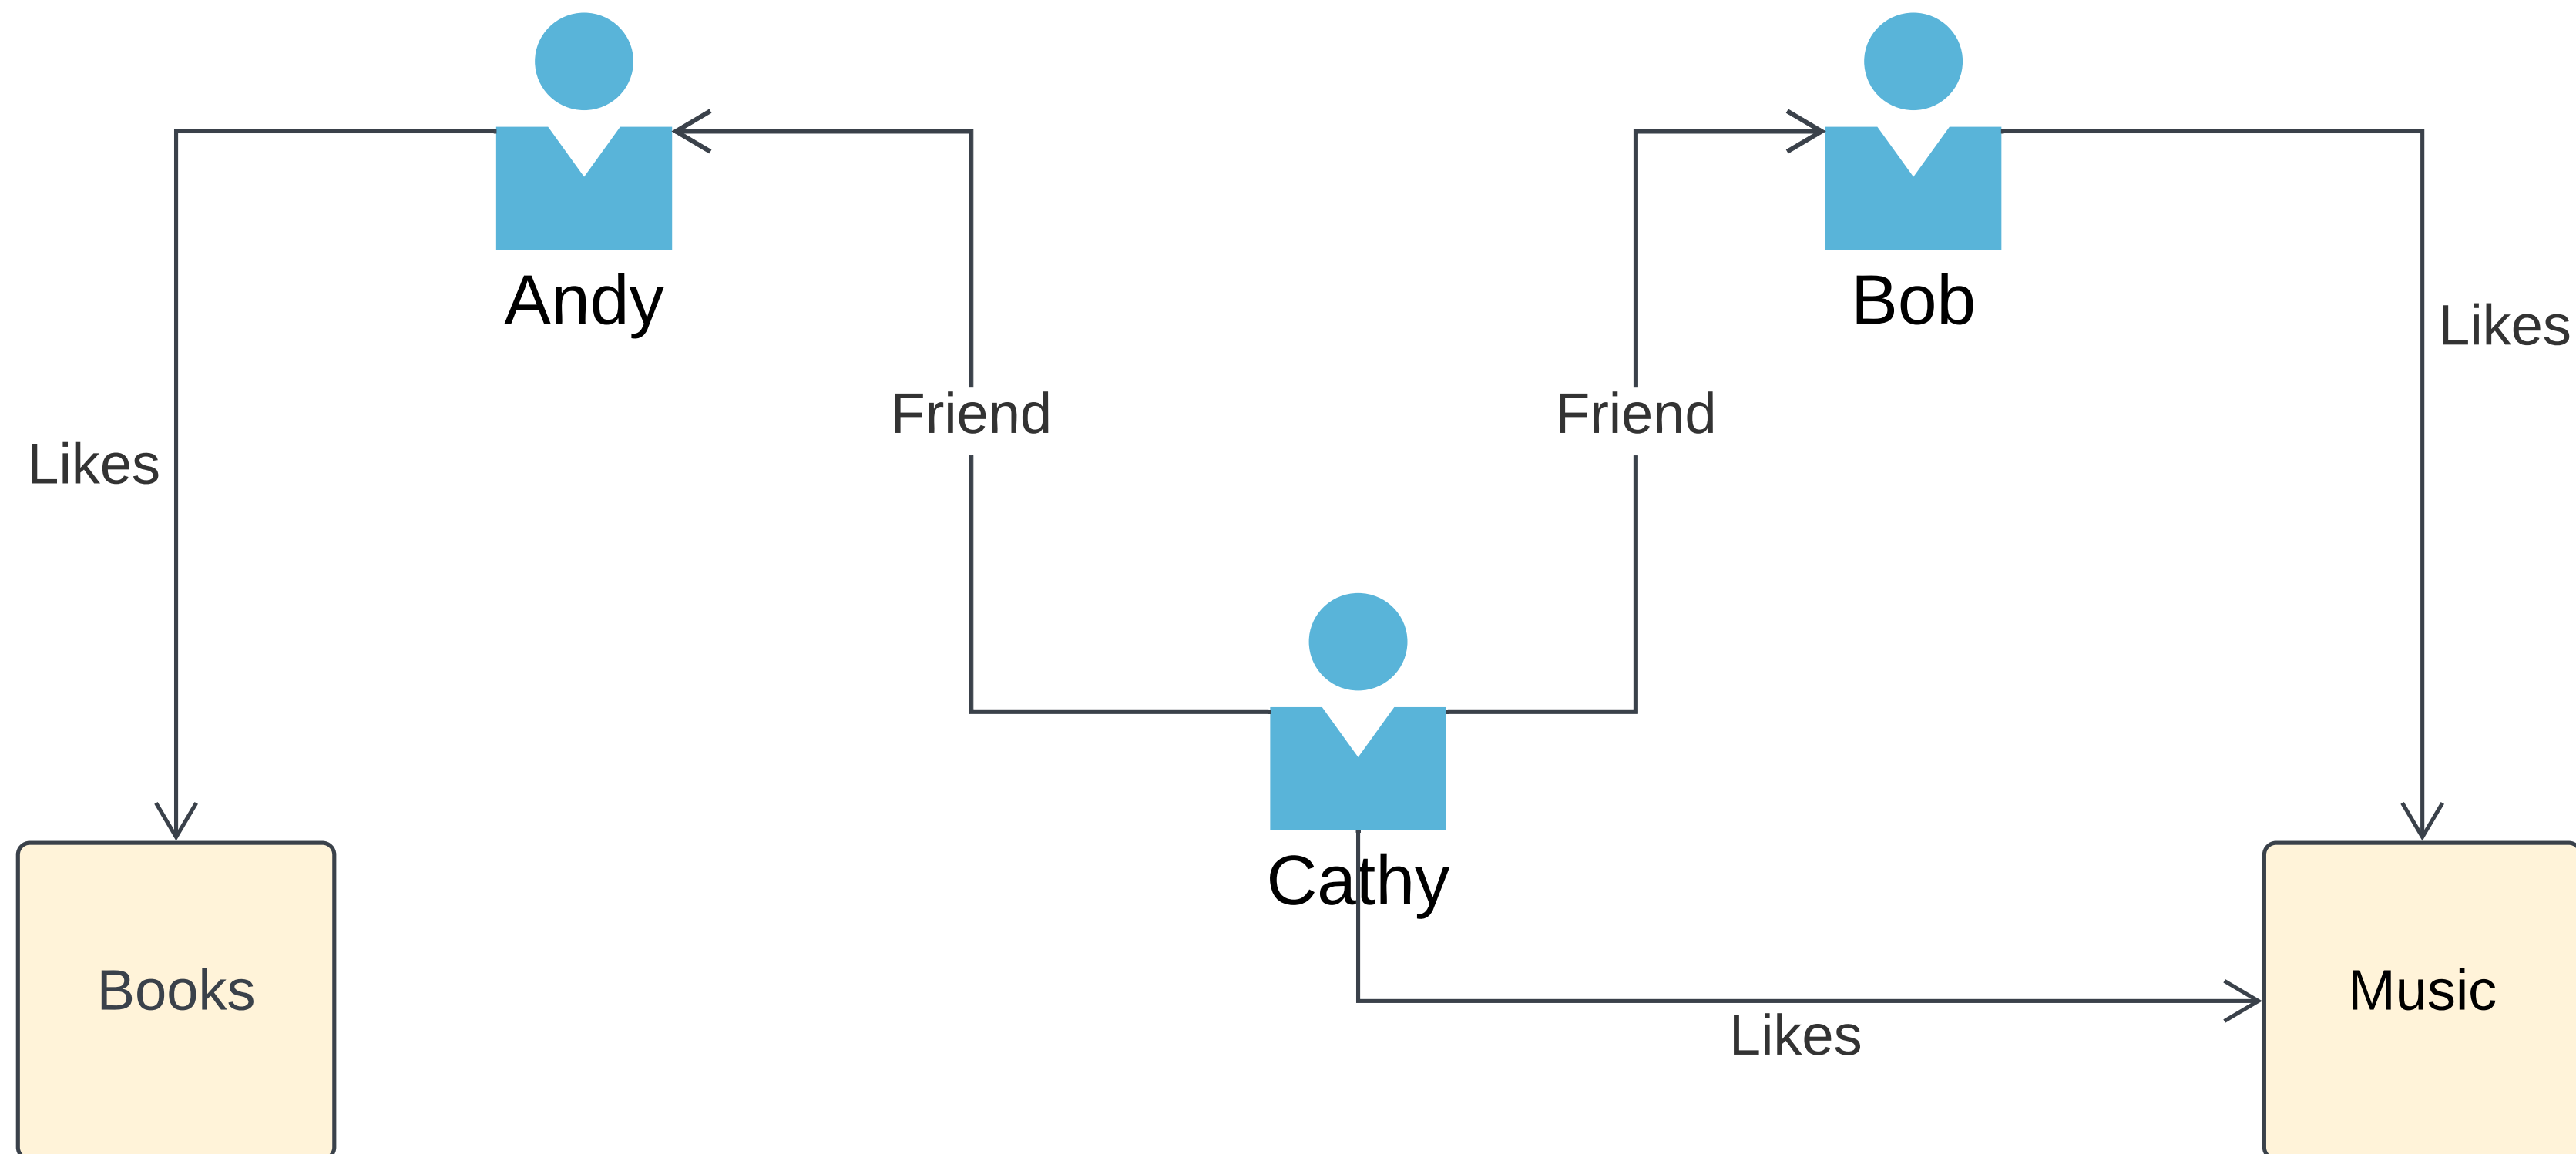 Andy
Bob
Likes
Friend
Friend
Likes
Cathy
Books
Music
Likes